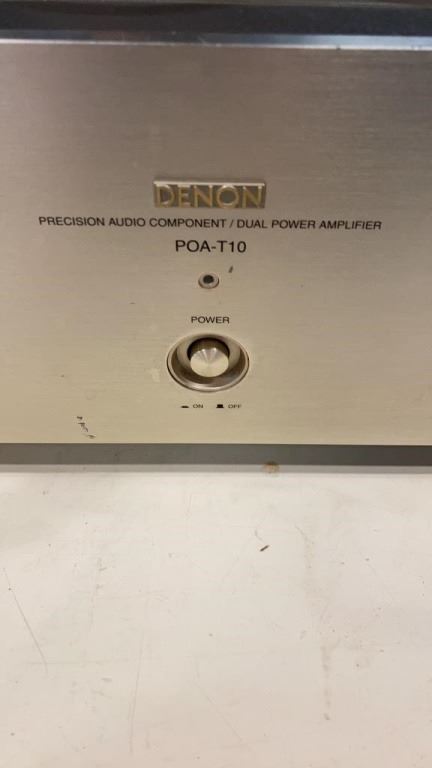 DENON
PRECISION AUDIO COMPONENT / DUAL POWER AMPLIFIER
POA-T10
POWER
ON OFF